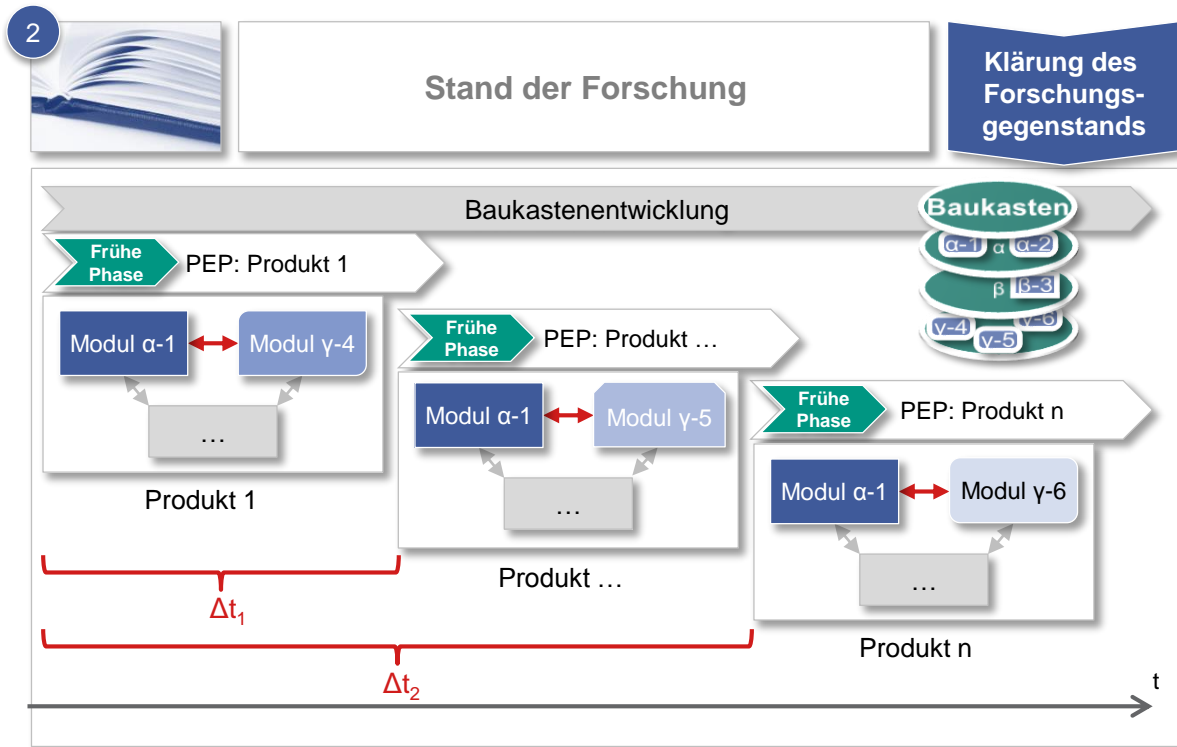 2
Stand der Forschung
Klärung des
Forschungs-
gegenstands
Baukastenentwicklung
Baukasten
α-1 α α-2
β β-3
γ-4 γ-5 γ-6
Frühe
Phase
PEP: Produkt 1
Modul α-1
Modul γ-4
…
Produkt 1
Frühe
Phase
PEP: Produkt …
Modul α-1
Modul γ-5
…
Produkt …
Frühe
Phase
PEP: Produkt n
Modul α-1
Modul γ-6
…
Produkt n
Δt₁
Δt₂
t